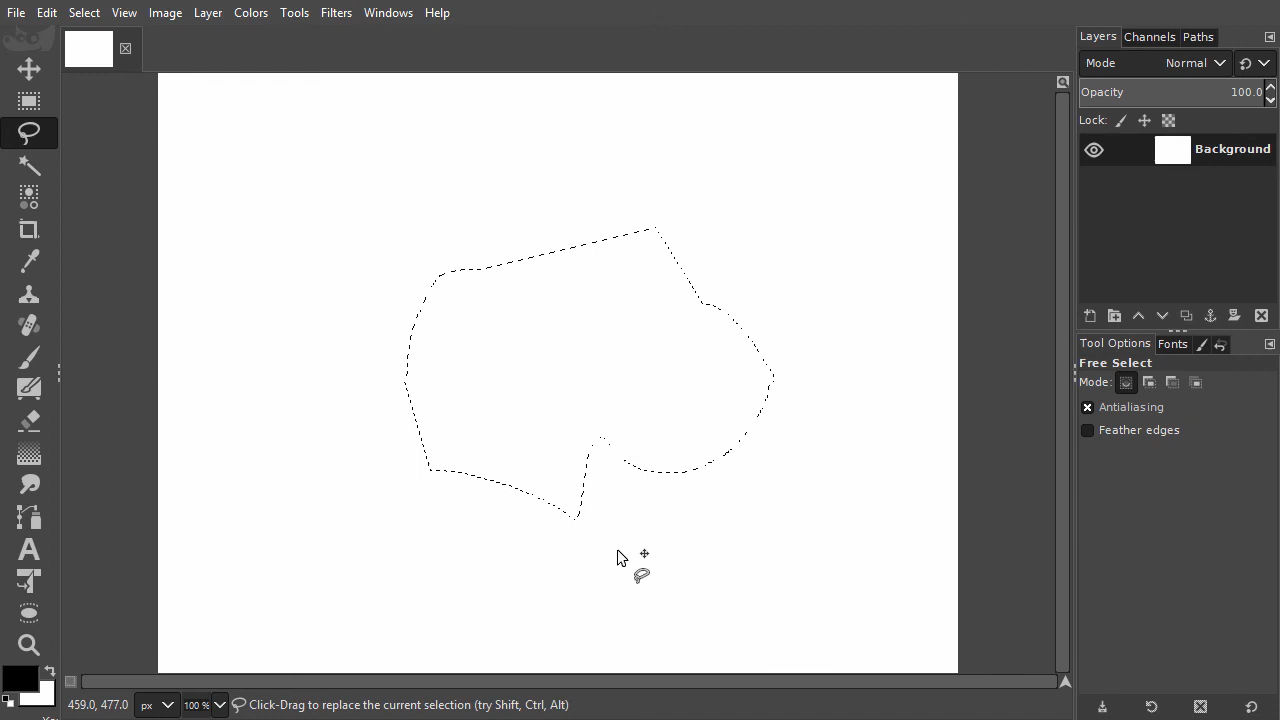 File Edit Select View Image Layer Colors Tools Filters Windows Help
Layers Channels Paths
Mode Normal
Opacity 100.0
Lock:
Background
Tool Options Fonts
Free Select
Mode:
Antialiasing
Feather edges
459.0, 477.0 px 100 % Click-Drag to replace the current selection (try Shift, Ctrl, Alt)